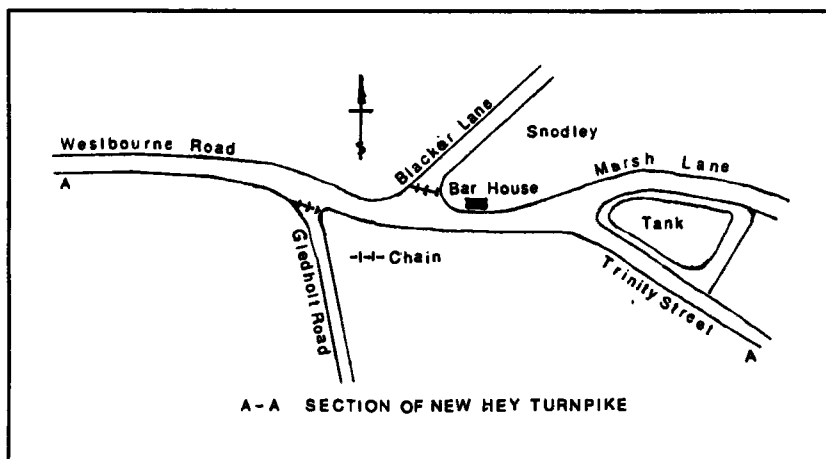 Westbourne Road
A
S
Blacker Lane
Snodley
Marsh Lane
Bar House
Tank
Gledholt Road
-I-I- Chain
Trinity Street
A
A-A SECTION OF NEW HEY TURNPIKE